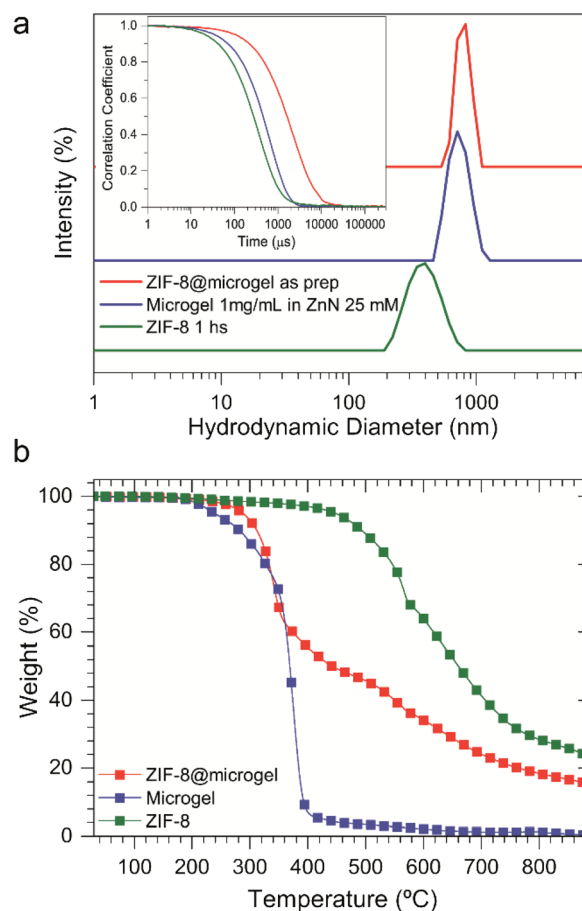 a
1.0
0.8
0.6
0.4
0.2
0.0
Correlation Coefficient
1 10 100 1000 10000 100000
Time (μs)
Intensity (%)
ZIF-8@microgel as prep
Microgel 1mg/mL in ZnN 25 mM
ZIF-8 1 hs
1 10 100 1000
Hydrodynamic Diameter (nm)
b
100
80
60
40
20
0
Weight (%)
ZIF-8@microgel
Microgel
ZIF-8
100 200 300 400 500 600 700 800
Temperature (ºC)